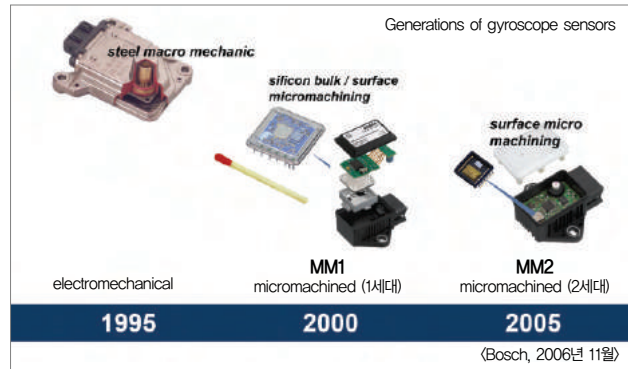 Generations of gyroscope sensors
steel macro mechanic
silicon bulk / surface
micromachining
surface micro
machining
electromechanical
MM1
micromachined (1세대)
MM2
micromachined (2세대)
1995
2000
2005
〈Bosch, 2006년 11월〉